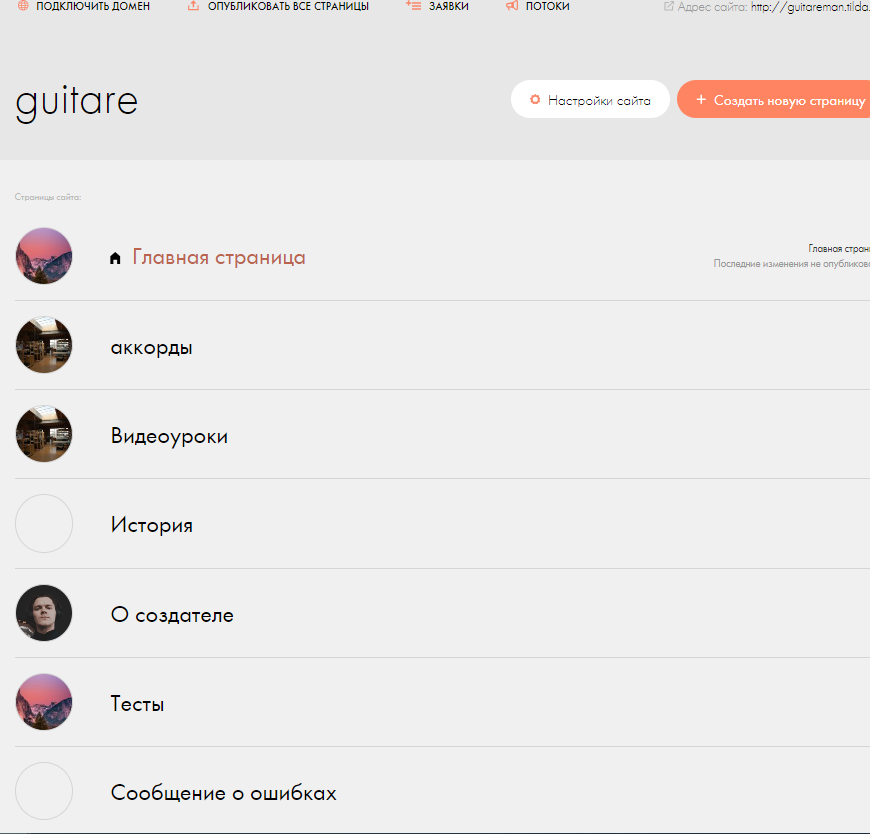 ПОДКЛЮЧИТЬ ДОМЕН ОПУБЛИКОВАТЬ ВСЕ СТРАНИЦЫ ЗАЯВКИ ПОТОКИ Адрес сайта: http://guitareman.tilda.
guitare
Настройки сайта
+ Создать новую страницу
Страницы сайта:
Главная страница
Главная стран
Последние изменения не опубликов
аккорды
Видеоуроки
История
О создателе
Тесты
Сообщение о ошибках